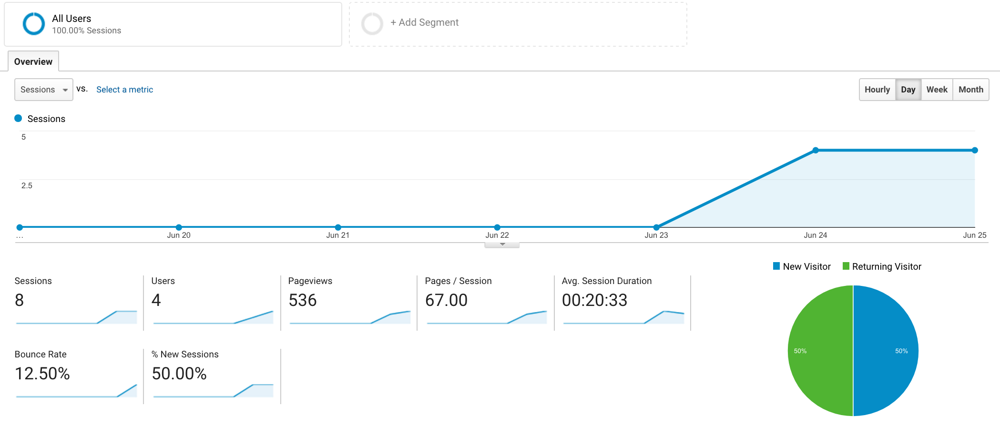 All Users
100.00% Sessions
+ Add Segment
Overview
Sessions vs. Select a metric
Hourly Day Week Month
Sessions
5
2.5
... Jun 20 Jun 21 Jun 22 Jun 23 Jun 24 Jun 25
New Visitor Returning Visitor
Sessions
8
Users
4
Pageviews
536
Pages / Session
67.00
Avg. Session Duration
00:20:33
Bounce Rate
12.50%
% New Sessions
50.00%
50% 50%